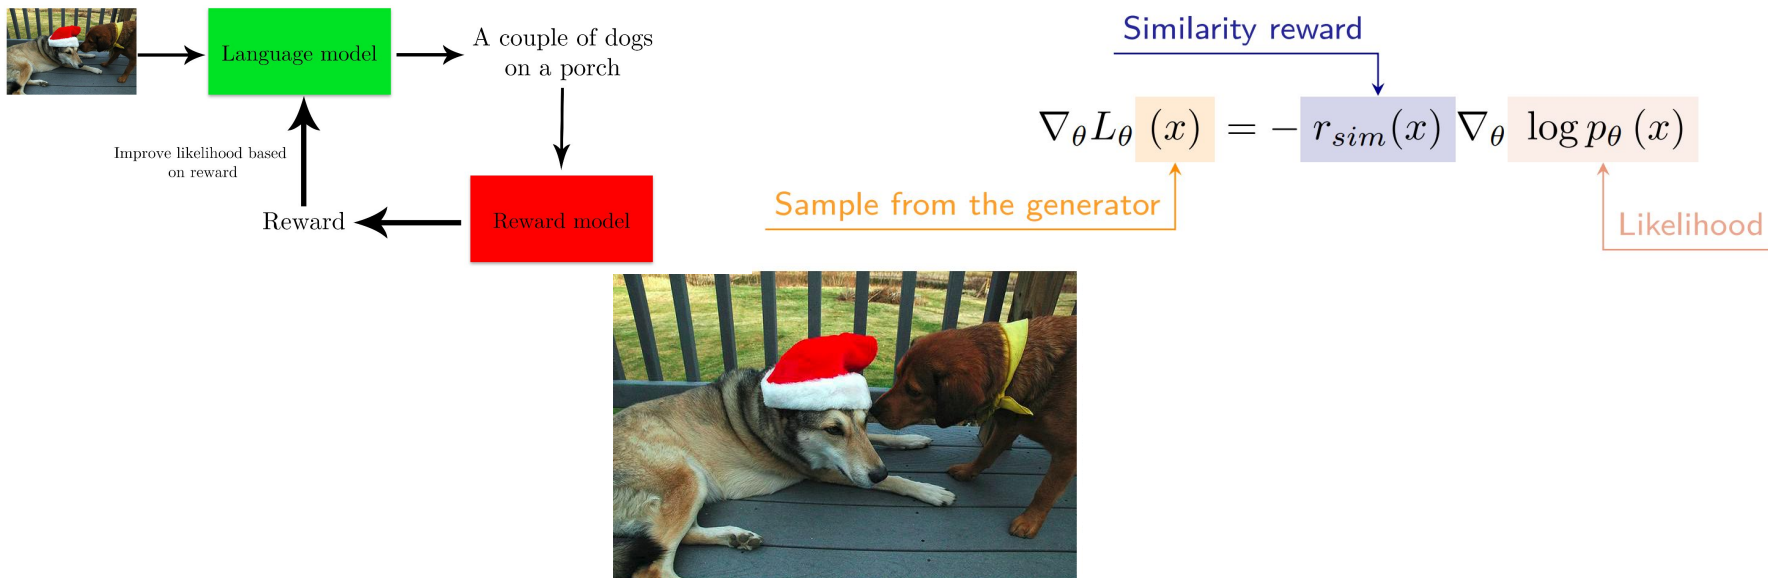 Language model
A couple of dogs
on a porch
Improve likelihood based
on reward
Reward
Reward model
Similarity reward
∇θLθ (x) = − r_sim(x) ∇θ log pθ (x)
Sample from the generator
Likelihood